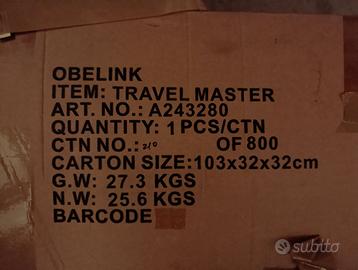 OBELINK
ITEM: TRAVEL MASTER
ART. NO.: A243280
QUANTITY: 1 PCS/CTN
CTN NO.: 210 OF 800
CARTON SIZE:103x32x32cm
G.W: 27.3 KGS
N.W: 25.6 KGS
BARCODE
subito